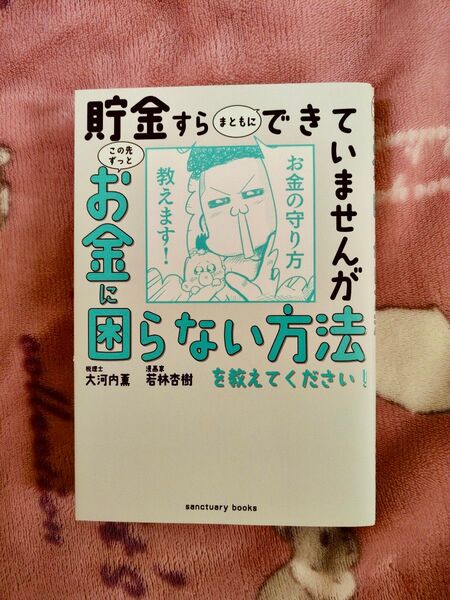 貯金すらまともにできていませんが
この先
ずっと
お金に
困らない方法
を教えてください!
お金の守り方
教えます!
税理士
大河内薫
漫画家
若林杏樹
sanctuary books